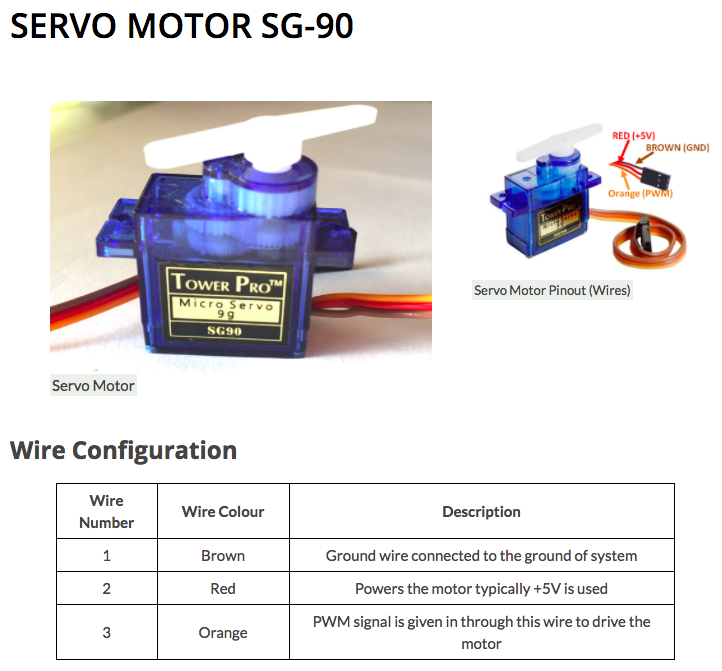 SERVO MOTOR SG-90
TOWER PRO™
Micro Servo
9g
SG90
Servo Motor
RED (+5V)
BROWN (GND)
Orange (PWM)
TOWER PRO
Servo Motor Pinout (Wires)
Wire Configuration
Wire Number
Wire Colour
Description
1
Brown
Ground wire connected to the ground of system
2
Red
Powers the motor typically +5V is used
3
Orange
PWM signal is given in through this wire to drive the
motor